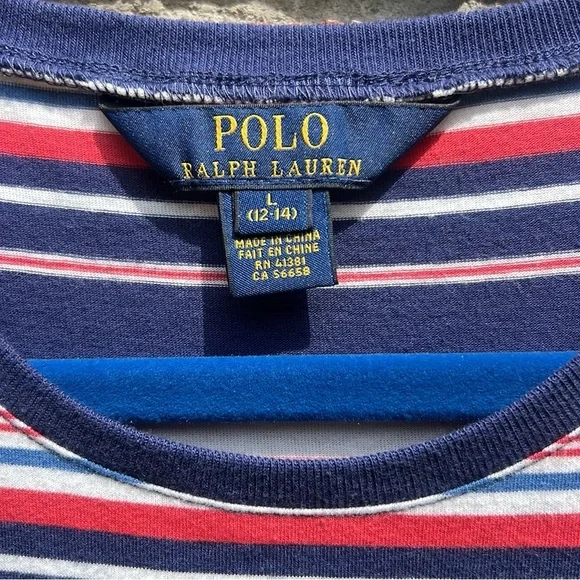 POLO
RALPH LAUREN
L
(12-14)
MADE IN CHINA
FAIT EN CHINE
RN 41381
CA 56658